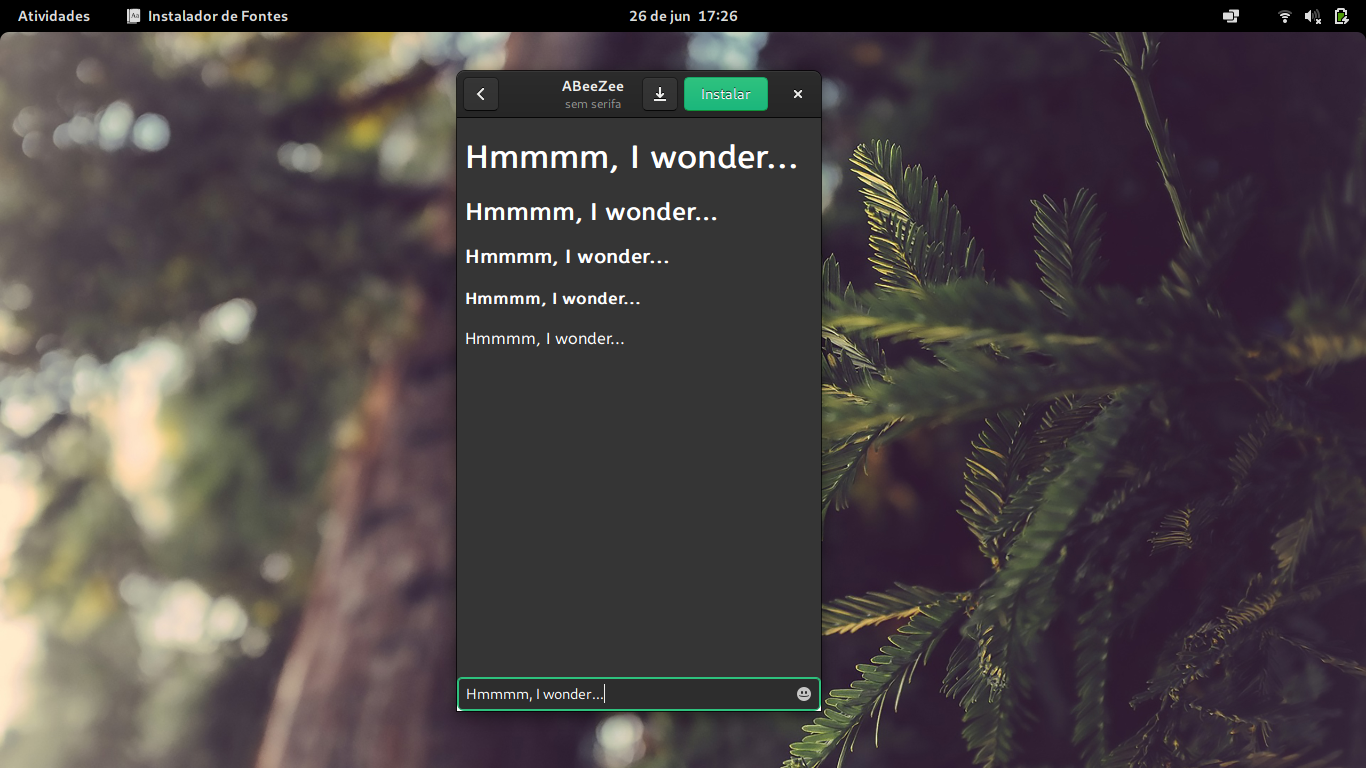 Atividades Instalador de Fontes 26 de jun 17:26
ABeeZee
sem serifa
Instalar
Hmmmm, I wonder...
Hmmmm, I wonder...
Hmmmm, I wonder...
Hmmmm, I wonder...
Hmmmm, I wonder...
Hmmmm, I wonder...